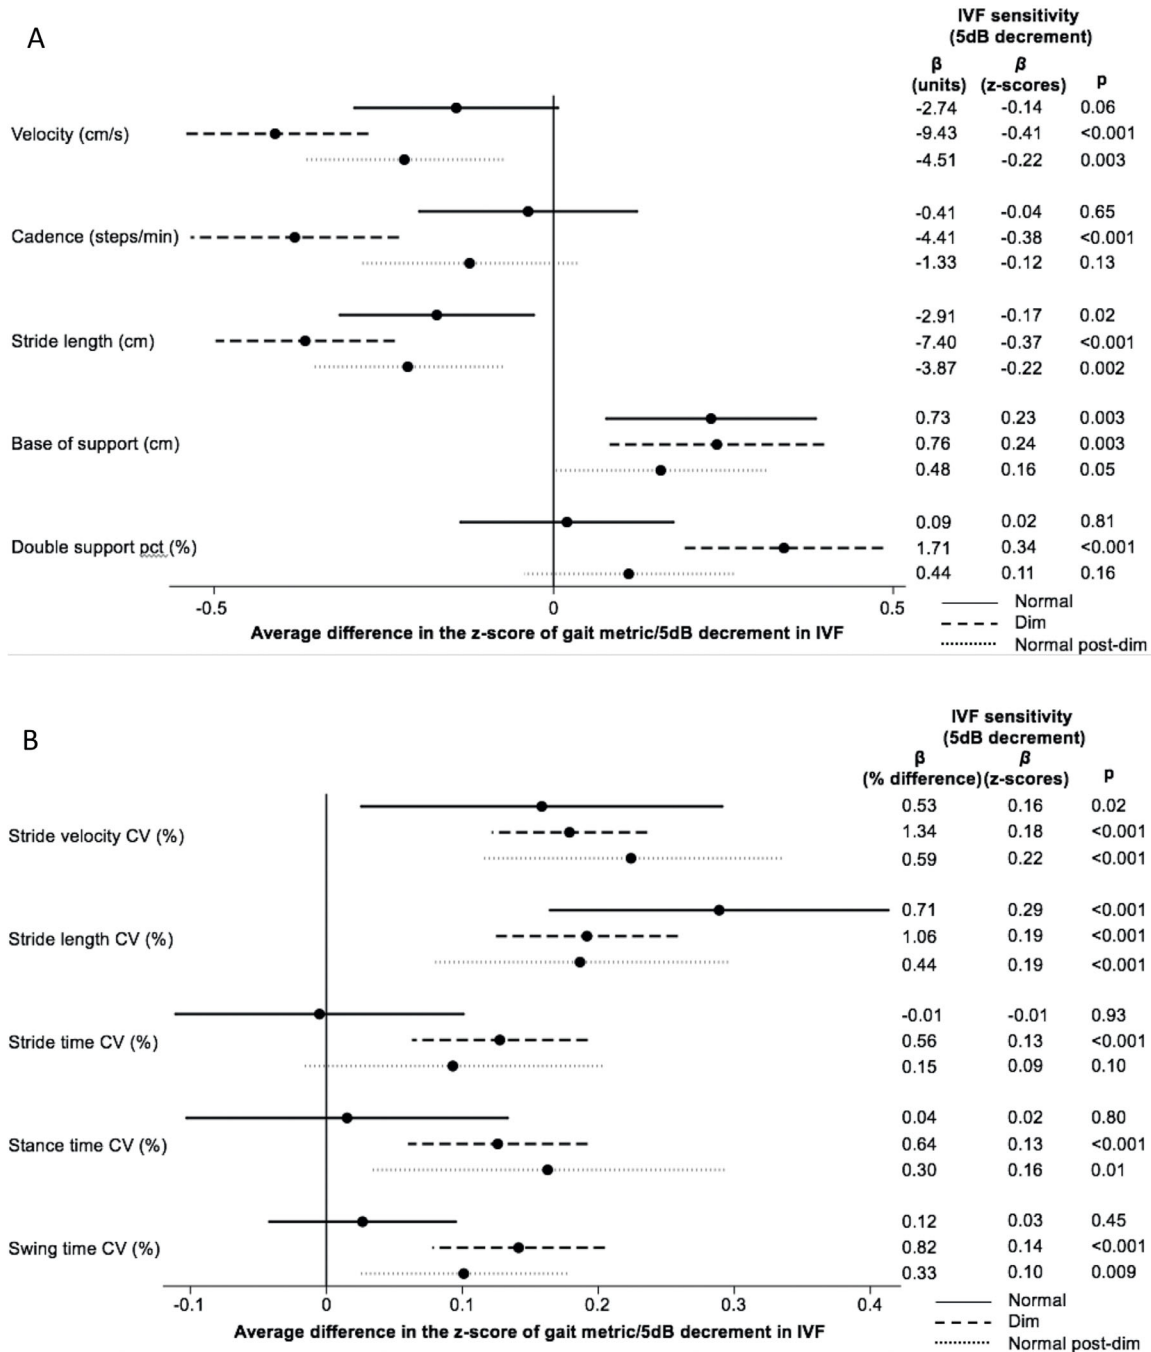 A
IVF sensitivity
(5dB decrement)
β β
(units) (z-scores) p
-2.74 -0.14 0.06
Velocity (cm/s) -9.43 -0.41 <0.001
-4.51 -0.22 0.003
-0.41 -0.04 0.65
Cadence (steps/min) -4.41 -0.38 <0.001
-1.33 -0.12 0.13
-2.91 -0.17 0.02
Stride length (cm) -7.40 -0.37 <0.001
-3.87 -0.22 0.002
0.73 0.23 0.003
Base of support (cm) 0.76 0.24 0.003
0.48 0.16 0.05
0.09 0.02 0.81
Double support pct (%) 1.71 0.34 <0.001
0.44 0.11 0.16
-0.5 0 0.5
Average difference in the z-score of gait metric/5dB decrement in IVF
Normal
Dim
Normal post-dim
B
IVF sensitivity
(5dB decrement)
β β
(% difference) (z-scores) p
0.53 0.16 0.02
Stride velocity CV (%) 1.34 0.18 <0.001
0.59 0.22 <0.001
0.71 0.29 <0.001
Stride length CV (%) 1.06 0.19 <0.001
0.44 0.19 <0.001
-0.01 -0.01 0.93
Stride time CV (%) 0.56 0.13 <0.001
0.15 0.09 0.10
0.04 0.02 0.80
Stance time CV (%) 0.64 0.13 <0.001
0.30 0.16 0.01
0.12 0.03 0.45
Swing time CV (%) 0.82 0.14 <0.001
0.33 0.10 0.009
-0.1 0 0.1 0.2 0.3 0.4
Average difference in the z-score of gait metric/5dB decrement in IVF
Normal
Dim
Normal post-dim